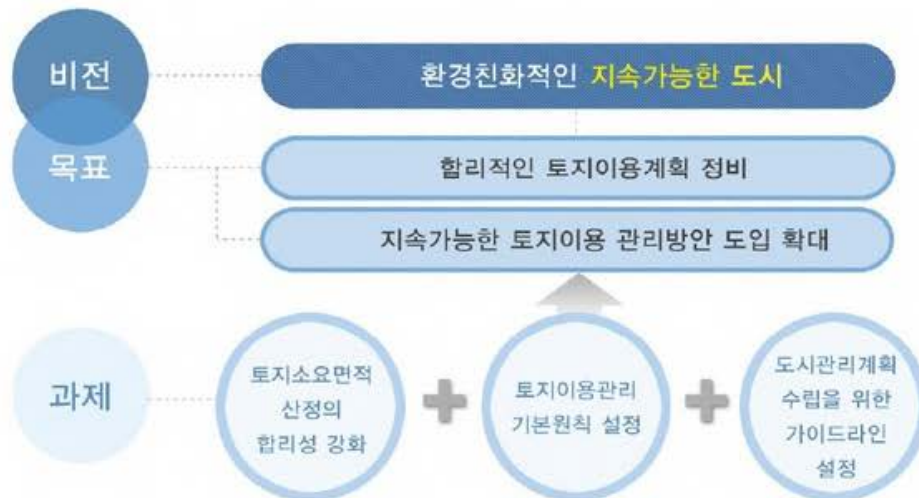 비전
환경친화적인 지속가능한 도시
목표
합리적인 토지이용계획 정비
지속가능한 토지이용 관리방안 도입 확대
과제
토지소요면적
산정의
합리성 강화
토지이용관리
기본원칙 설정
도시관리계획
수립을 위한
가이드라인
설정